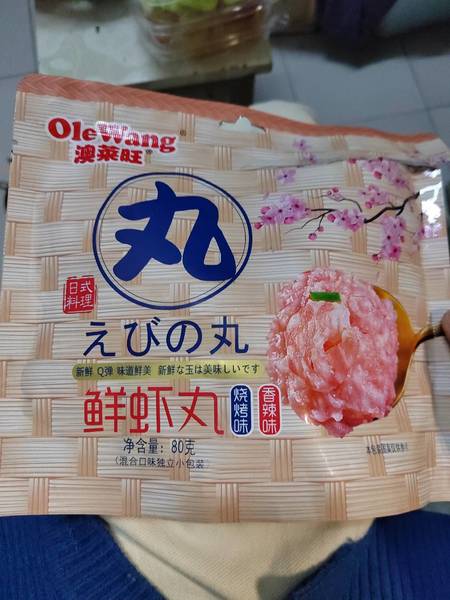 OleWang®
澳莱旺®
丸
日式
料理
えびの丸
新鲜 Q弹 味道鲜美 新鮮な玉は美味しいです
鲜虾丸
烧烤味
香辣味
净含量：80克
（混合口味独立小包装